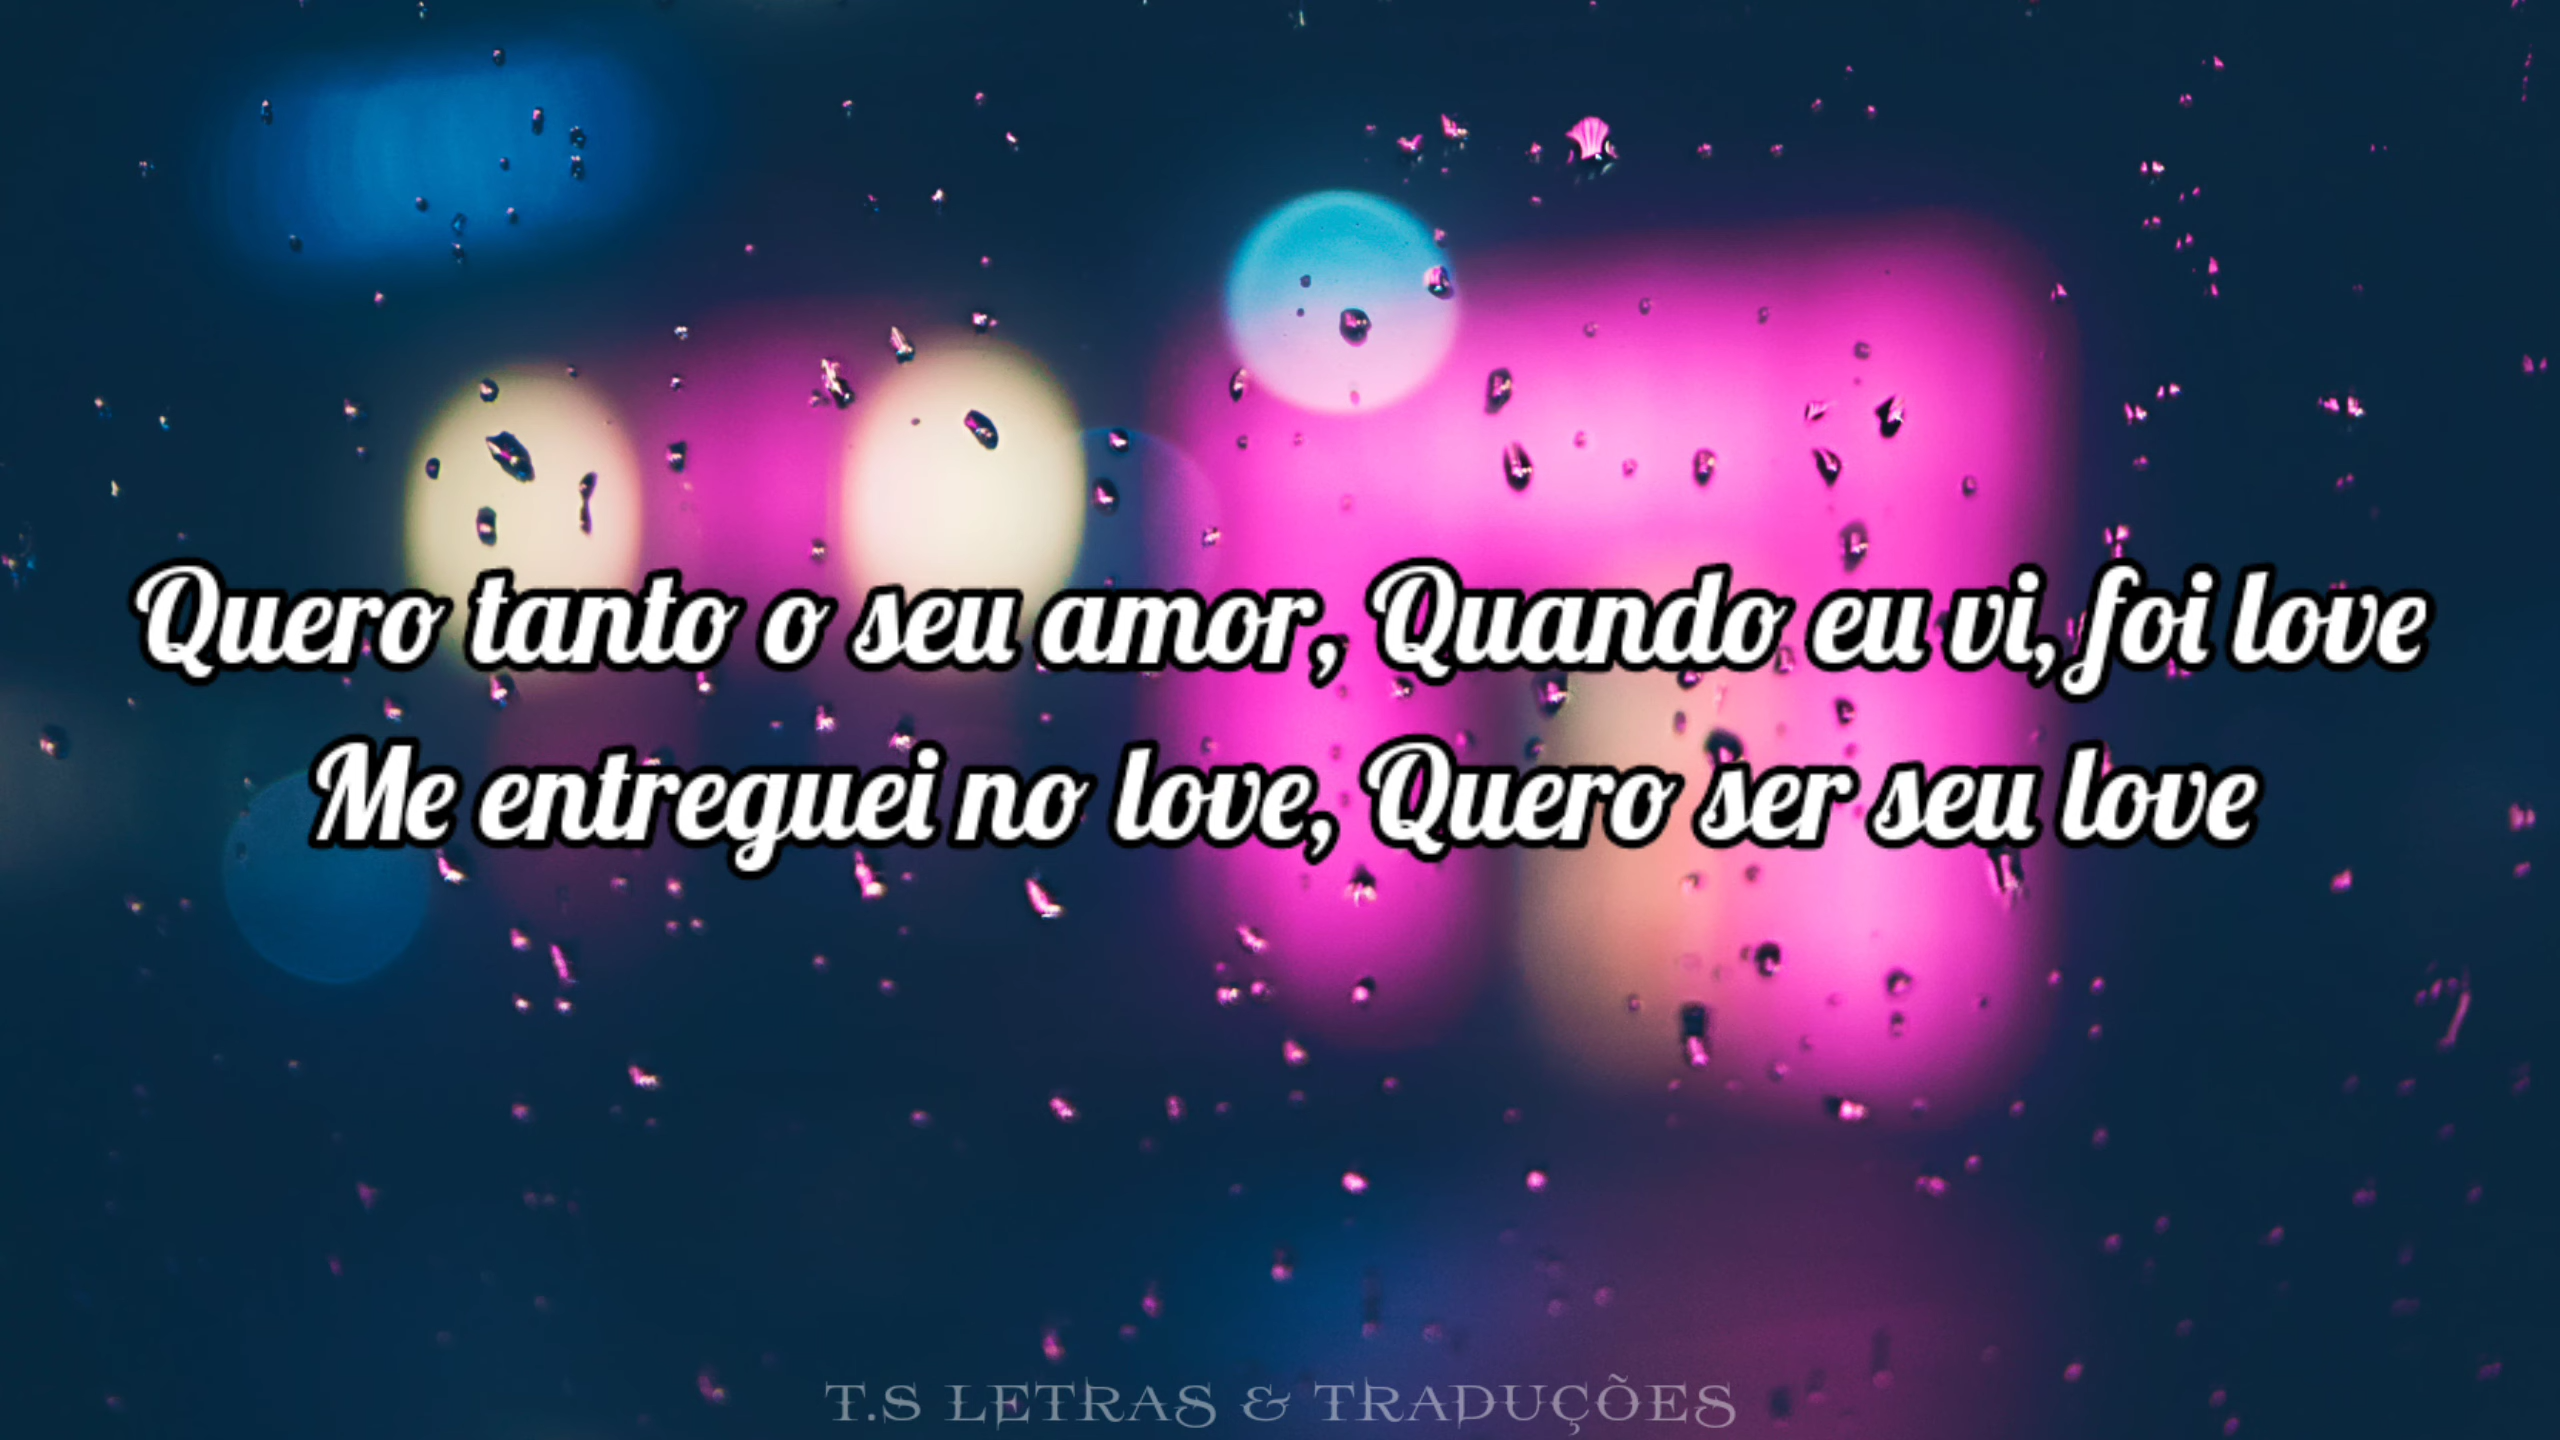 Quero tanto o seu amor, Quando eu vi, foi love
Me entreguei no love, Quero ser seu love
T.S LETRAS & TRADUÇÕES